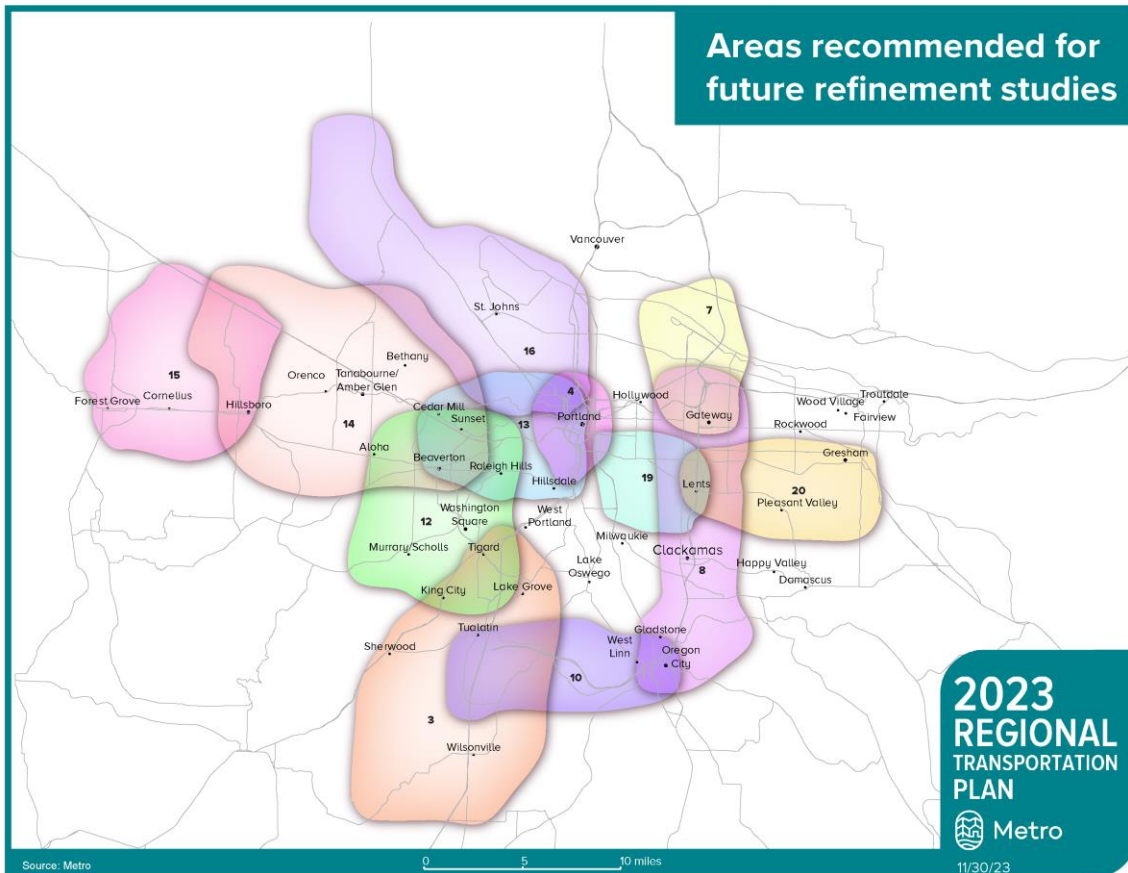 Areas recommended for
future refinement studies
Vancouver
7
St. Johns
16
Bethany
15
Orenco
Tanabourne/
Amber Glen
4
Forest Grove
Cornelius
Hillsboro
14
Cedar Mill
Sunset
13
Portland
Hollywood
Gateway
Wood Village
Troutdale
Fairview
Rockwood
Aloha
Beaverton
Raleigh Hills
Hillsdale
19
Lents
20
Gresham
Pleasant Valley
12
Washington
Square
West
Portland
Murrary/Scholls
Tigard
Milwaukie
Clackamas
8
Happy Valley
Damascus
King City
Lake Grove
Lake
Oswego
Tualatin
Sherwood
Gladstone
West
Linn
Oregon
City
10
3
Wilsonville
2023
REGIONAL
TRANSPORTATION
PLAN
Metro
11/30/23
Source: Metro
0 5 10 miles